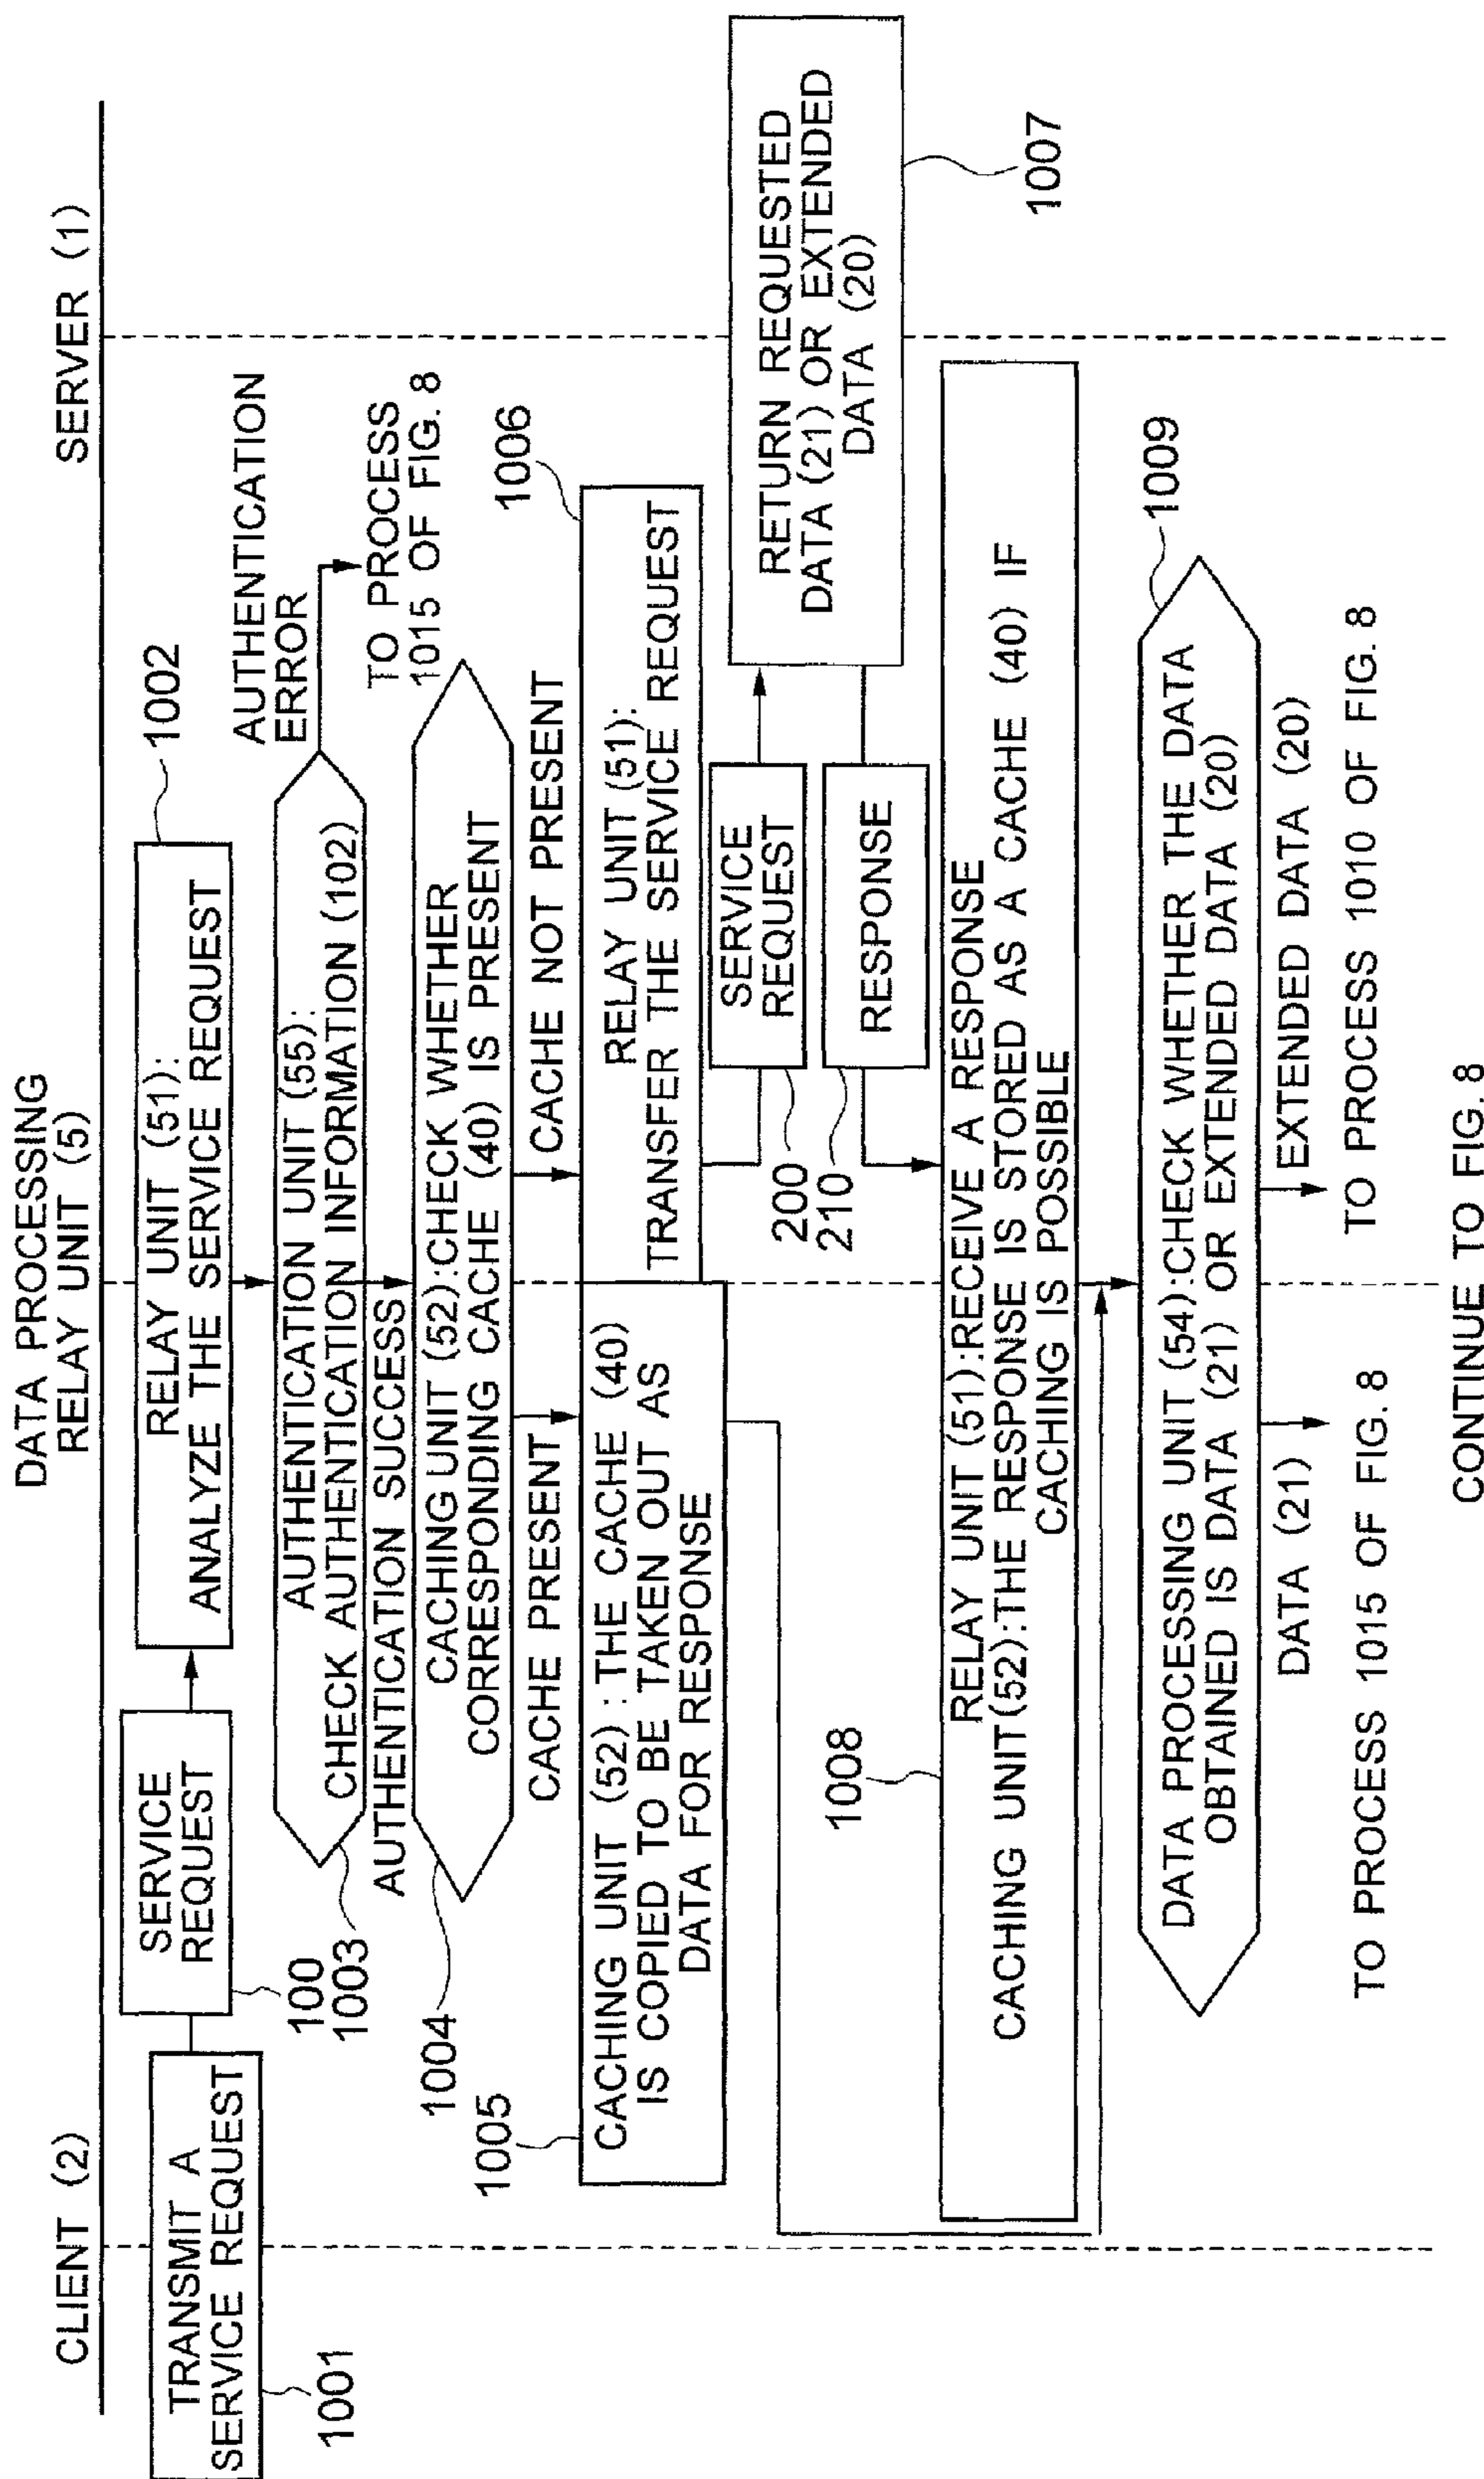 CLIENT (2)
DATA PROCESSING
RELAY UNIT (5)
SERVER (1)
TRANSMIT A
SERVICE REQUEST
1001
SERVICE
REQUEST
100
RELAY UNIT (51):
ANALYZE THE SERVICE REQUEST
1002
AUTHENTICATION UNIT (55):
CHECK AUTHENTICATION INFORMATION (102)
1003
AUTHENTICATION
ERROR
TO PROCESS
1015 OF FIG. 8
AUTHENTICATION SUCCESS
CACHING UNIT (52):CHECK WHETHER
CORRESPONDING CACHE (40) IS PRESENT
1004
CACHE PRESENT
CACHE NOT PRESENT
1005
CACHING UNIT (52) : THE CACHE (40)
IS COPIED TO BE TAKEN OUT AS
DATA FOR RESPONSE
RELAY UNIT (51):
TRANSFER THE SERVICE REQUEST
1006
SERVICE
REQUEST
200
RESPONSE
210
RETURN REQUESTED
DATA (21) OR EXTENDED
DATA (20)
1007
1008
RELAY UNIT (51):RECEIVE A RESPONSE
CACHING UNIT(52):THE RESPONSE IS STORED AS A CACHE (40) IF
CACHING IS POSSIBLE
DATA PROCESSING UNIT (54):CHECK WHETHER THE DATA
OBTAINED IS DATA (21) OR EXTENDED DATA (20)
1009
DATA (21)
EXTENDED DATA (20)
TO PROCESS 1015 OF FIG. 8
TO PROCESS 1010 OF FIG. 8
CONTINUE TO FIG. 8